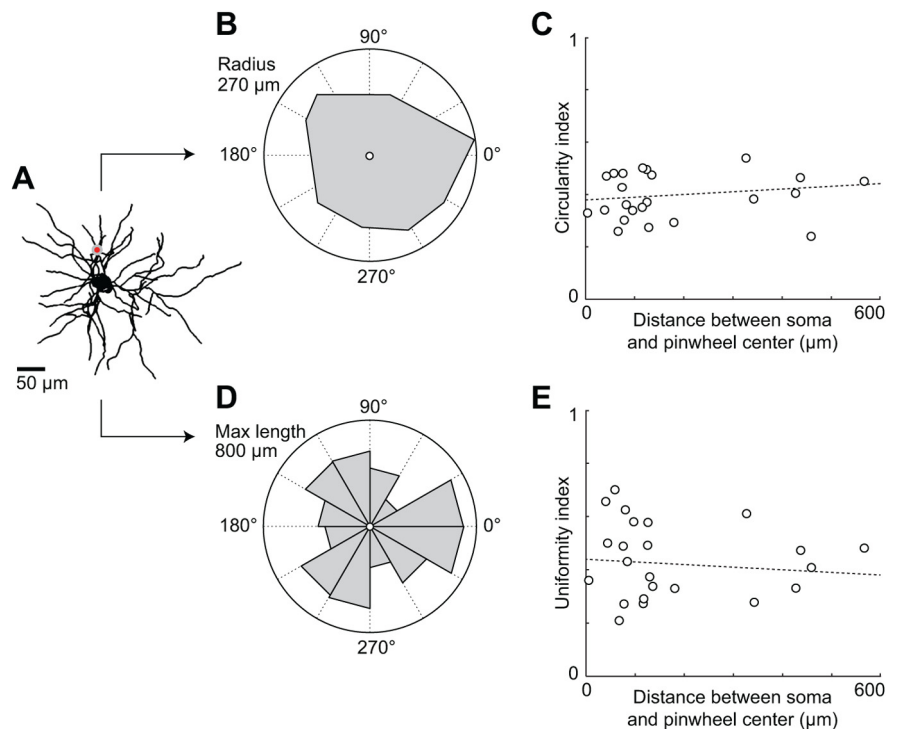 A
50 µm
B
Radius
270 µm
90°
180°
0°
270°
C
1
Circularity index
0
0
600
Distance between soma
and pinwheel center (µm)
D
Max length
800 µm
90°
180°
0°
270°
E
1
Uniformity index
0
0
600
Distance between soma
and pinwheel center (µm)